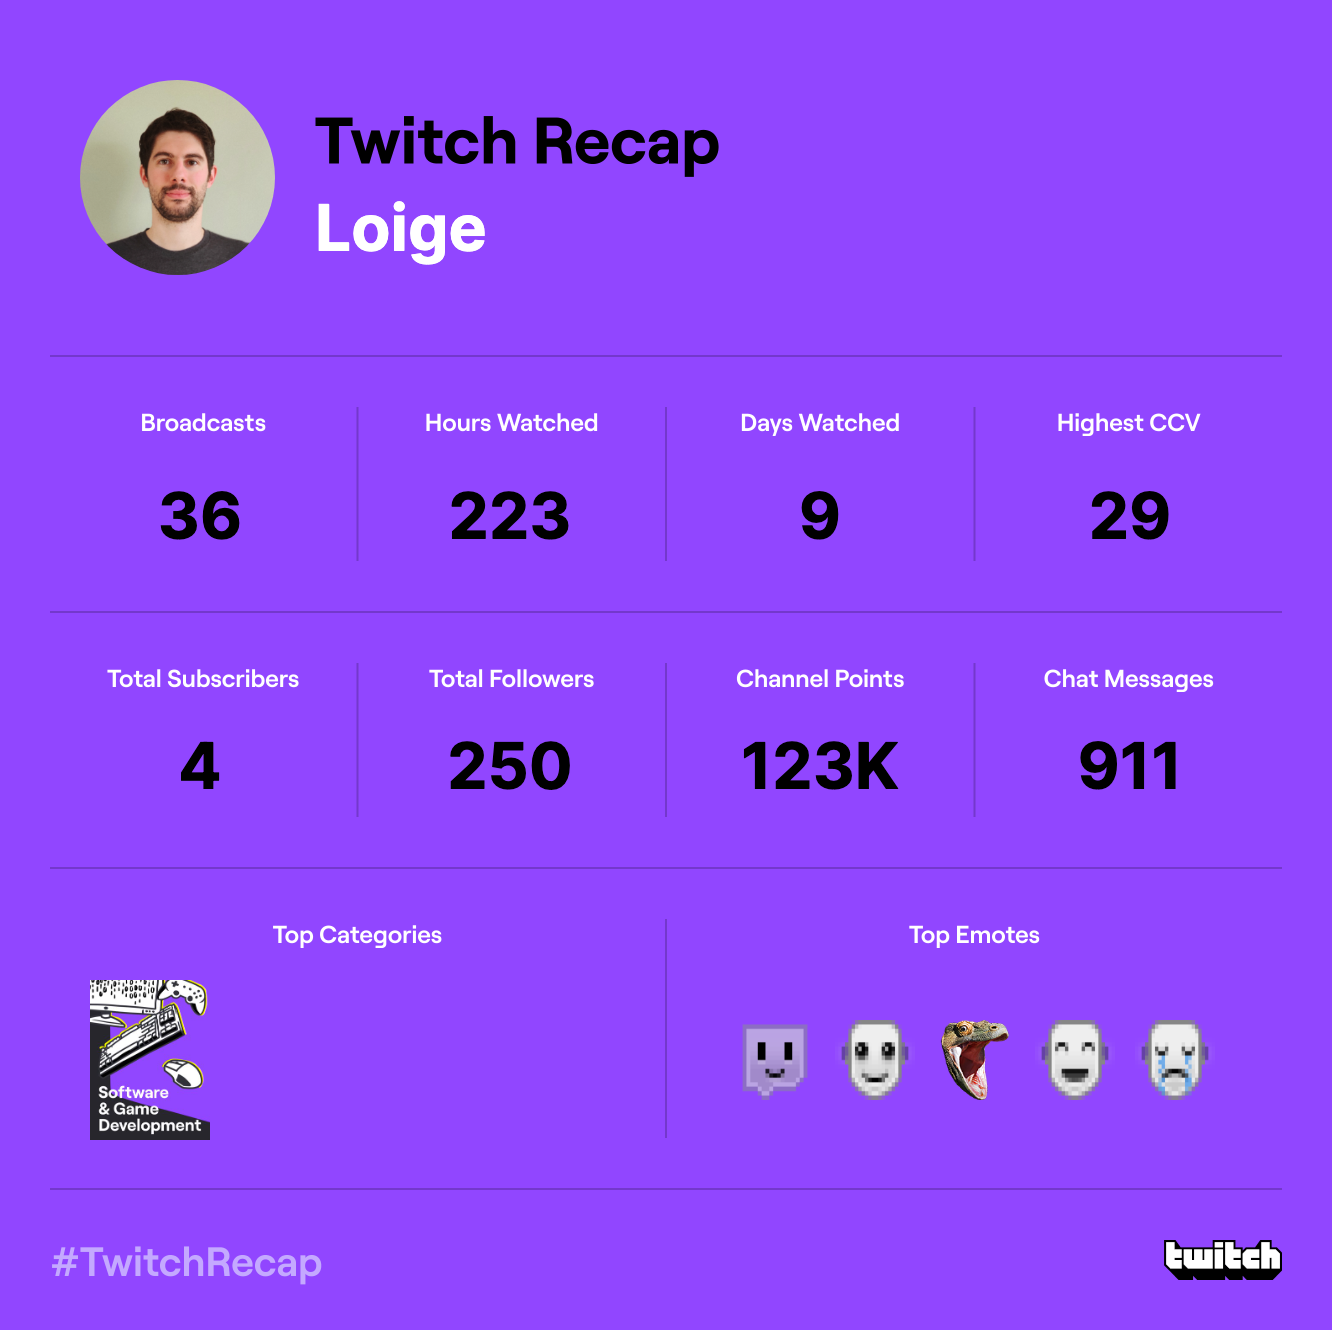 Twitch Recap
Loige
Broadcasts
36
Hours Watched
223
Days Watched
9
Highest CCV
29
Total Subscribers
4
Total Followers
250
Channel Points
123K
Chat Messages
911
Top Categories
Software
& Game
Development
Top Emotes
#TwitchRecap
twitch